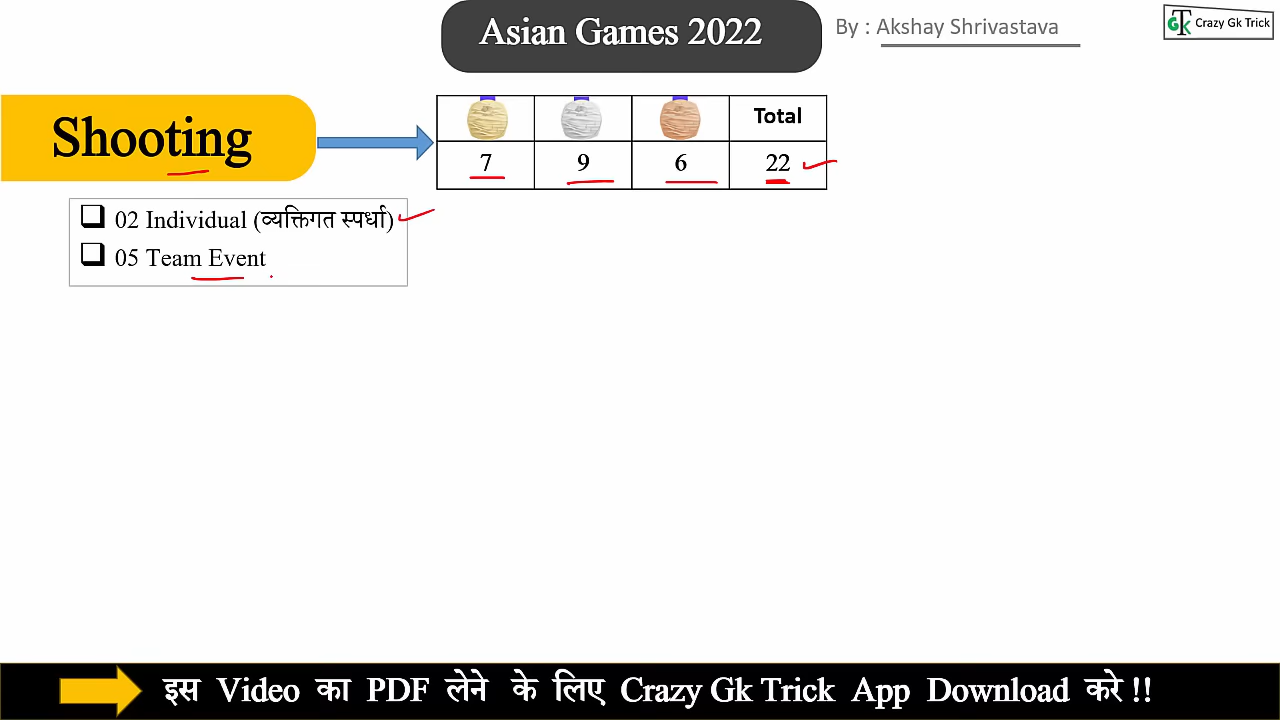 Asian Games 2022
By : Akshay Shrivastava
GTK Crazy Gk Trick
Shooting
Total
7 9 6 22
02 Individual (व्यक्तिगत स्पर्धा)
05 Team Event
इस Video का PDF लेने के लिए Crazy Gk Trick App Download करे !!